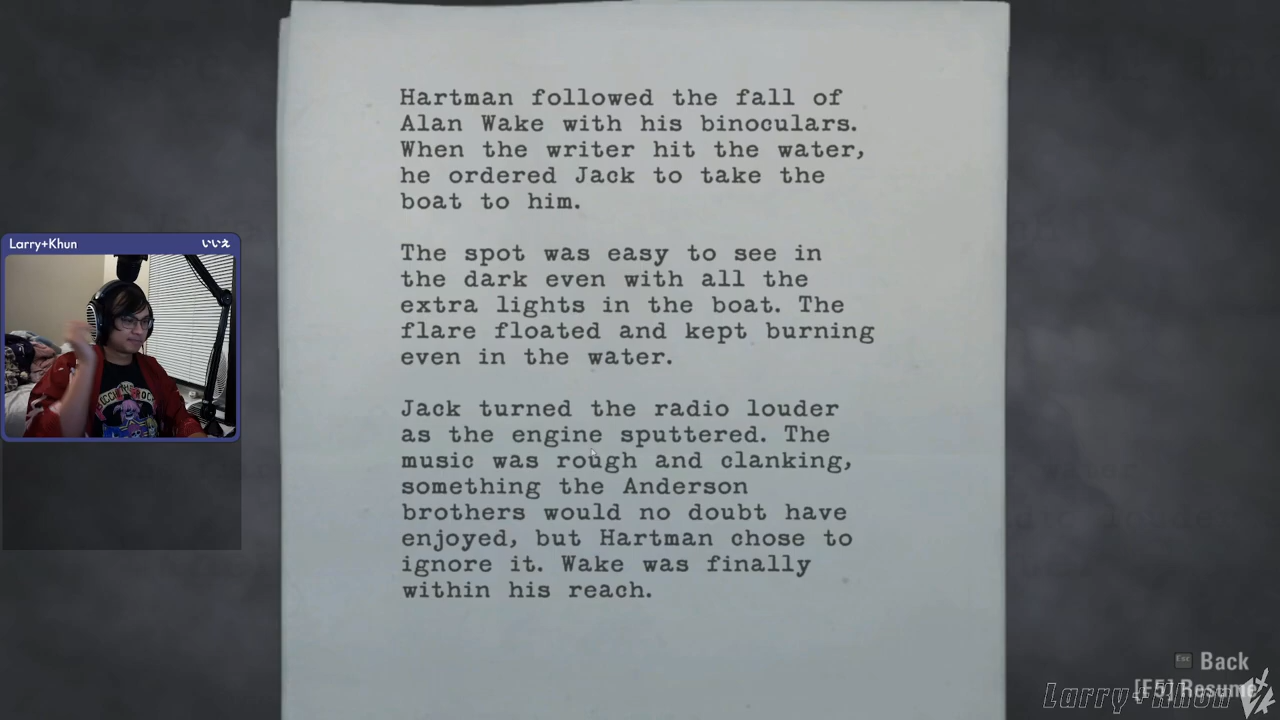 Hartman followed the fall of
Alan Wake with his binoculars.
When the writer hit the water,
he ordered Jack to take the
boat to him.
The spot was easy to see in
the dark even with all the
extra lights in the boat. The
flare floated and kept burning
even in the water.
Jack turned the radio louder
as the engine sputtered. The
music was rough and clanking,
something the Anderson
brothers would no doubt have
enjoyed, but Hartman chose to
ignore it. Wake was finally
within his reach.
Larry+Khun いいえ
Esc Back
[F5] Resume
Larry+Khun